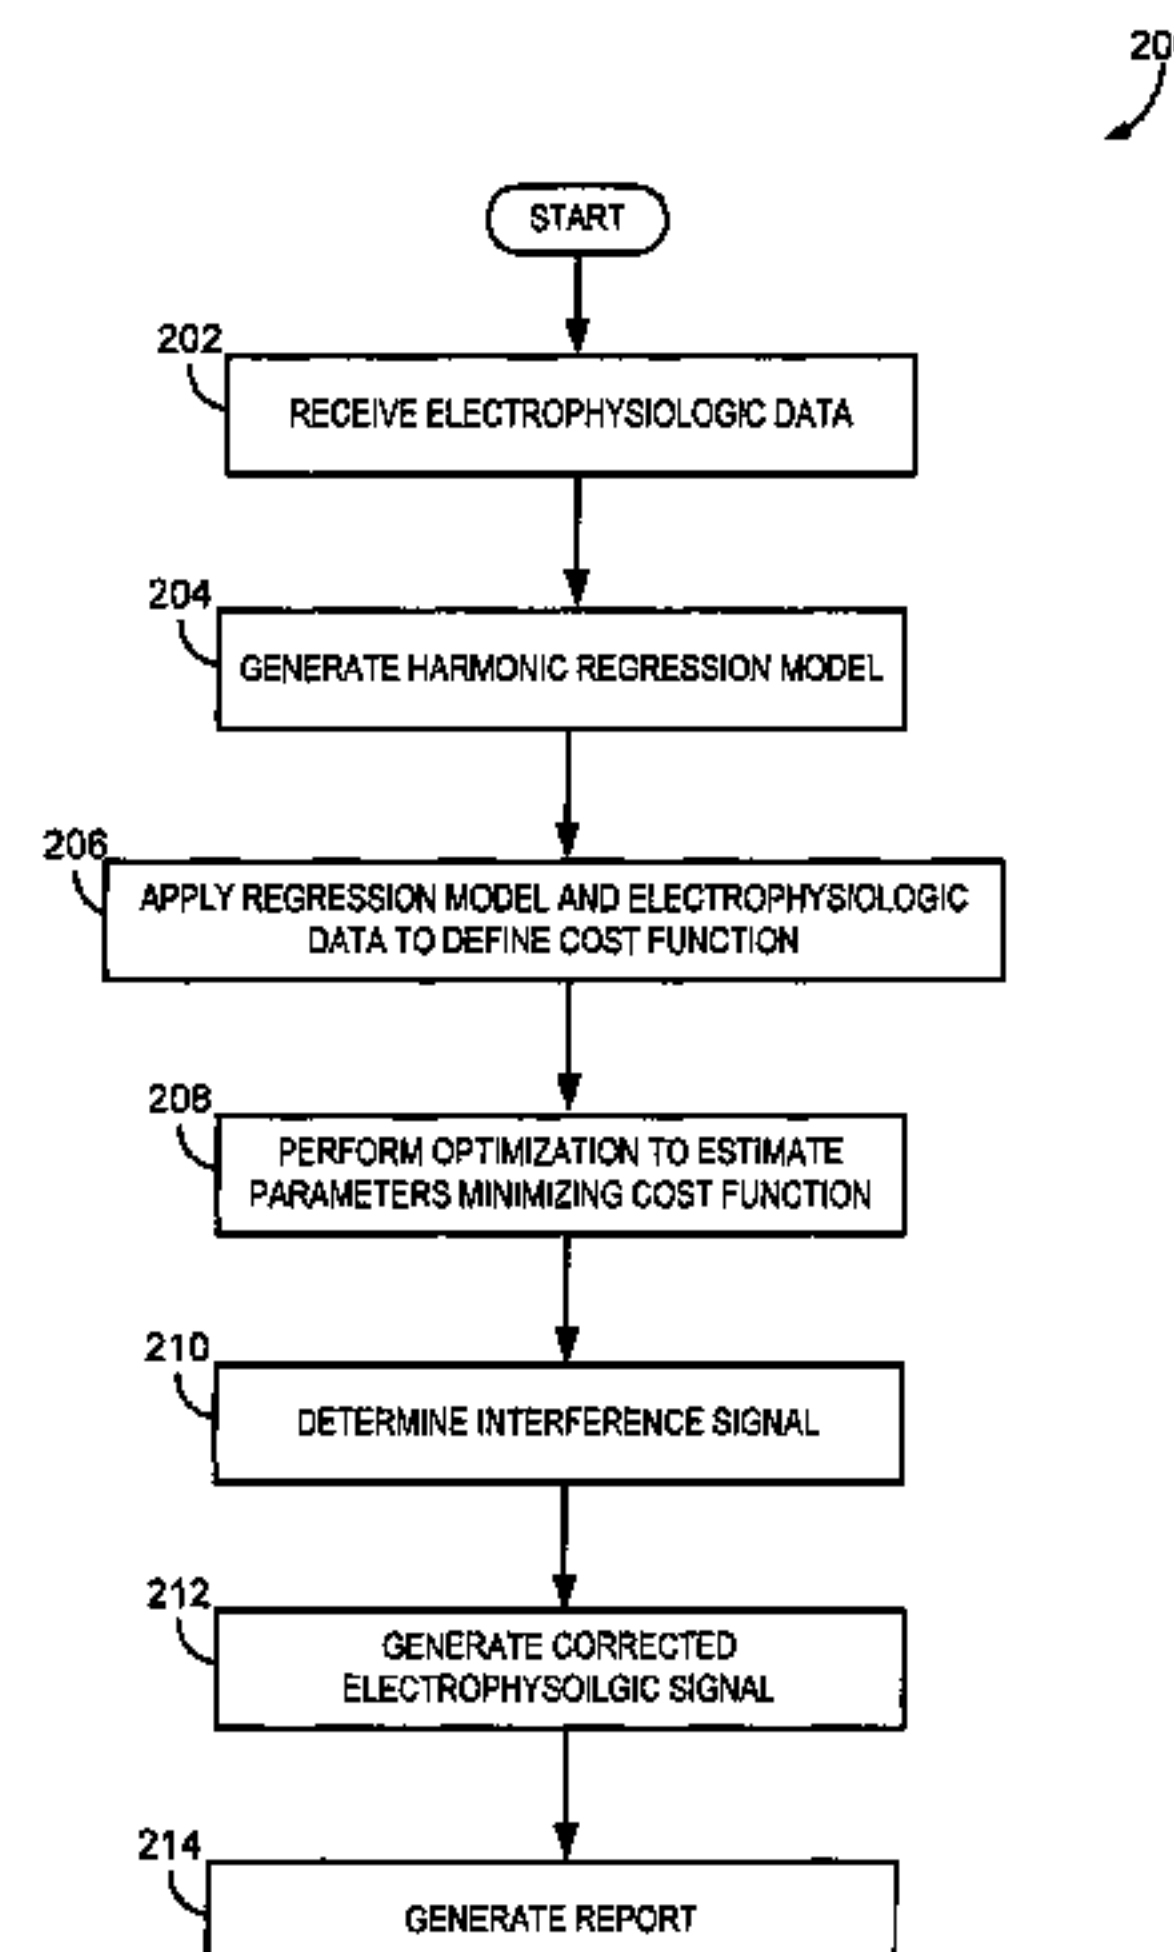 20
START
202
RECEIVE ELECTROPHYSIOLOGIC DATA
204
GENERATE HARMONIC REGRESSION MODEL
206
APPLY REGRESSION MODEL AND ELECTROPHYSIOLOGIC
DATA TO DEFINE COST FUNCTION
208
PERFORM OPTIMIZATION TO ESTIMATE
PARAMETERS MINIMIZING COST FUNCTION
210
DETERMINE INTERFERENCE SIGNAL
212
GENERATE CORRECTED
ELECTROPHYSOILGIC SIGNAL
214
GENERATE REPORT